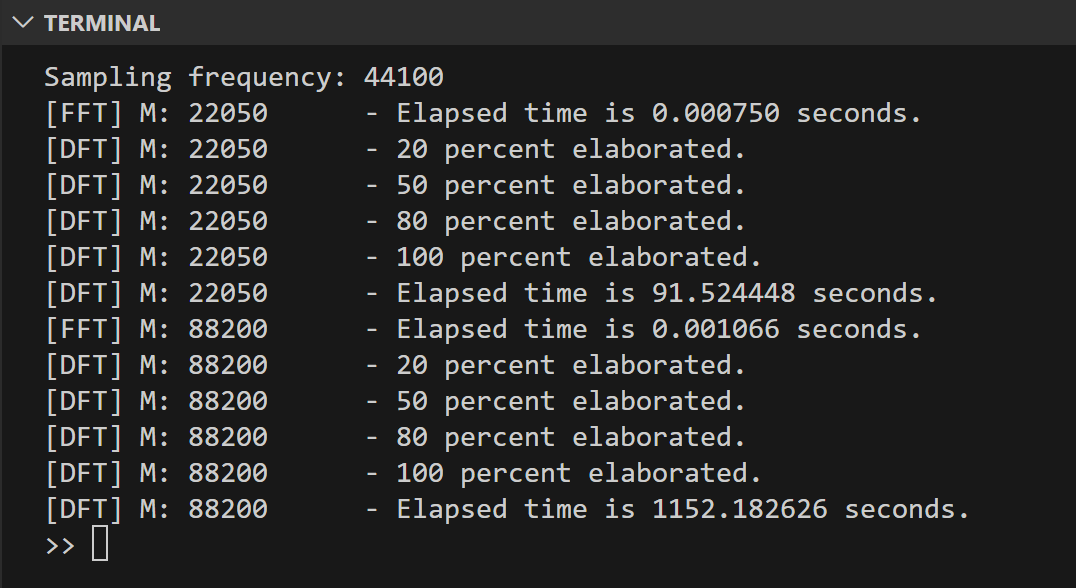 TERMINAL
Sampling frequency: 44100
[FFT] M: 22050      - Elapsed time is 0.000750 seconds.
[DFT] M: 22050      - 20 percent elaborated.
[DFT] M: 22050      - 50 percent elaborated.
[DFT] M: 22050      - 80 percent elaborated.
[DFT] M: 22050      - 100 percent elaborated.
[DFT] M: 22050      - Elapsed time is 91.524448 seconds.
[FFT] M: 88200      - Elapsed time is 0.001066 seconds.
[DFT] M: 88200      - 20 percent elaborated.
[DFT] M: 88200      - 50 percent elaborated.
[DFT] M: 88200      - 80 percent elaborated.
[DFT] M: 88200      - 100 percent elaborated.
[DFT] M: 88200      - Elapsed time is 1152.182626 seconds.
>>